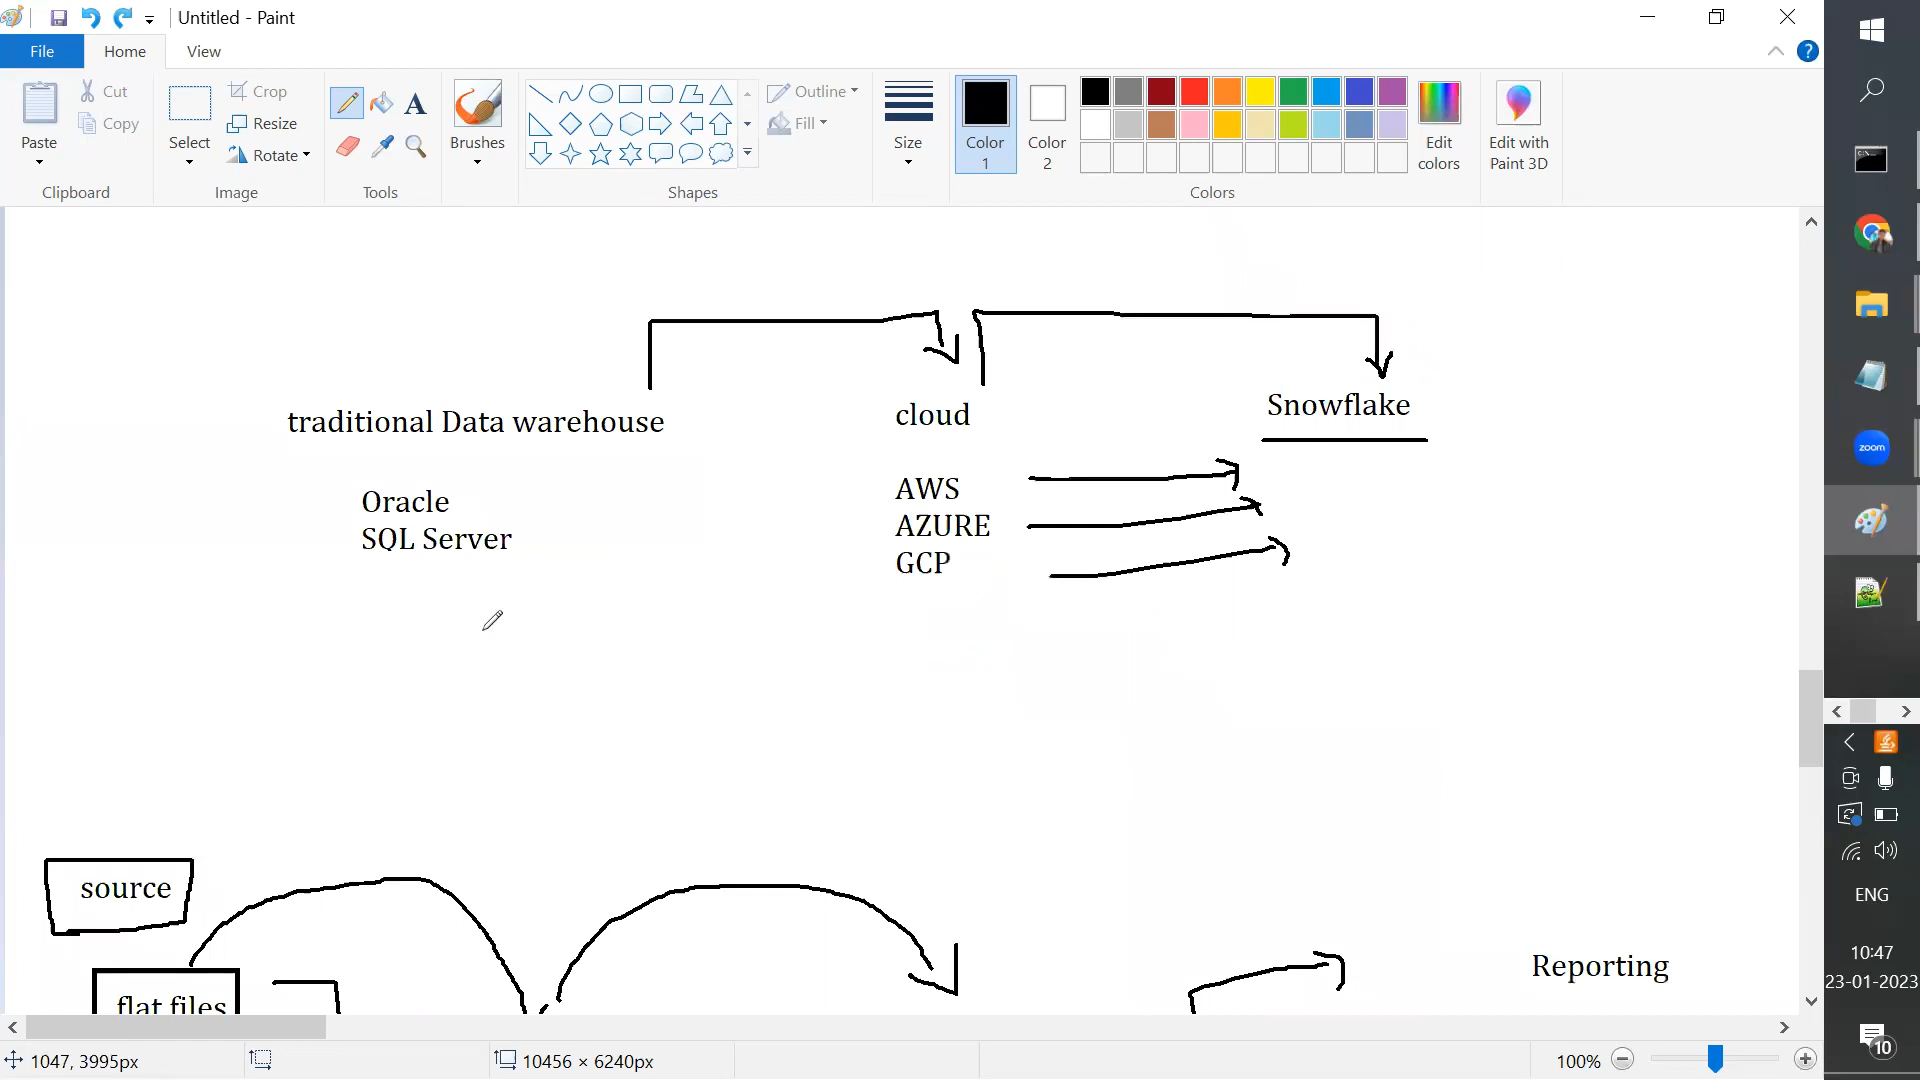 Untitled - Paint
File Home View
Paste
Cut
Copy
Clipboard
Select
Crop
Resize
Rotate
Image
Tools
Brushes
Shapes
Outline
Fill
Size
Color 1
Color 2
Colors
Edit colors
Edit with Paint 3D
traditional Data warehouse
Oracle
SQL Server
cloud
AWS
AZURE
GCP
Snowflake
source
flat files
Reporting
1047, 3995px
10456 × 6240px
100%
zoom
ENG
10:47
23-01-2023
10